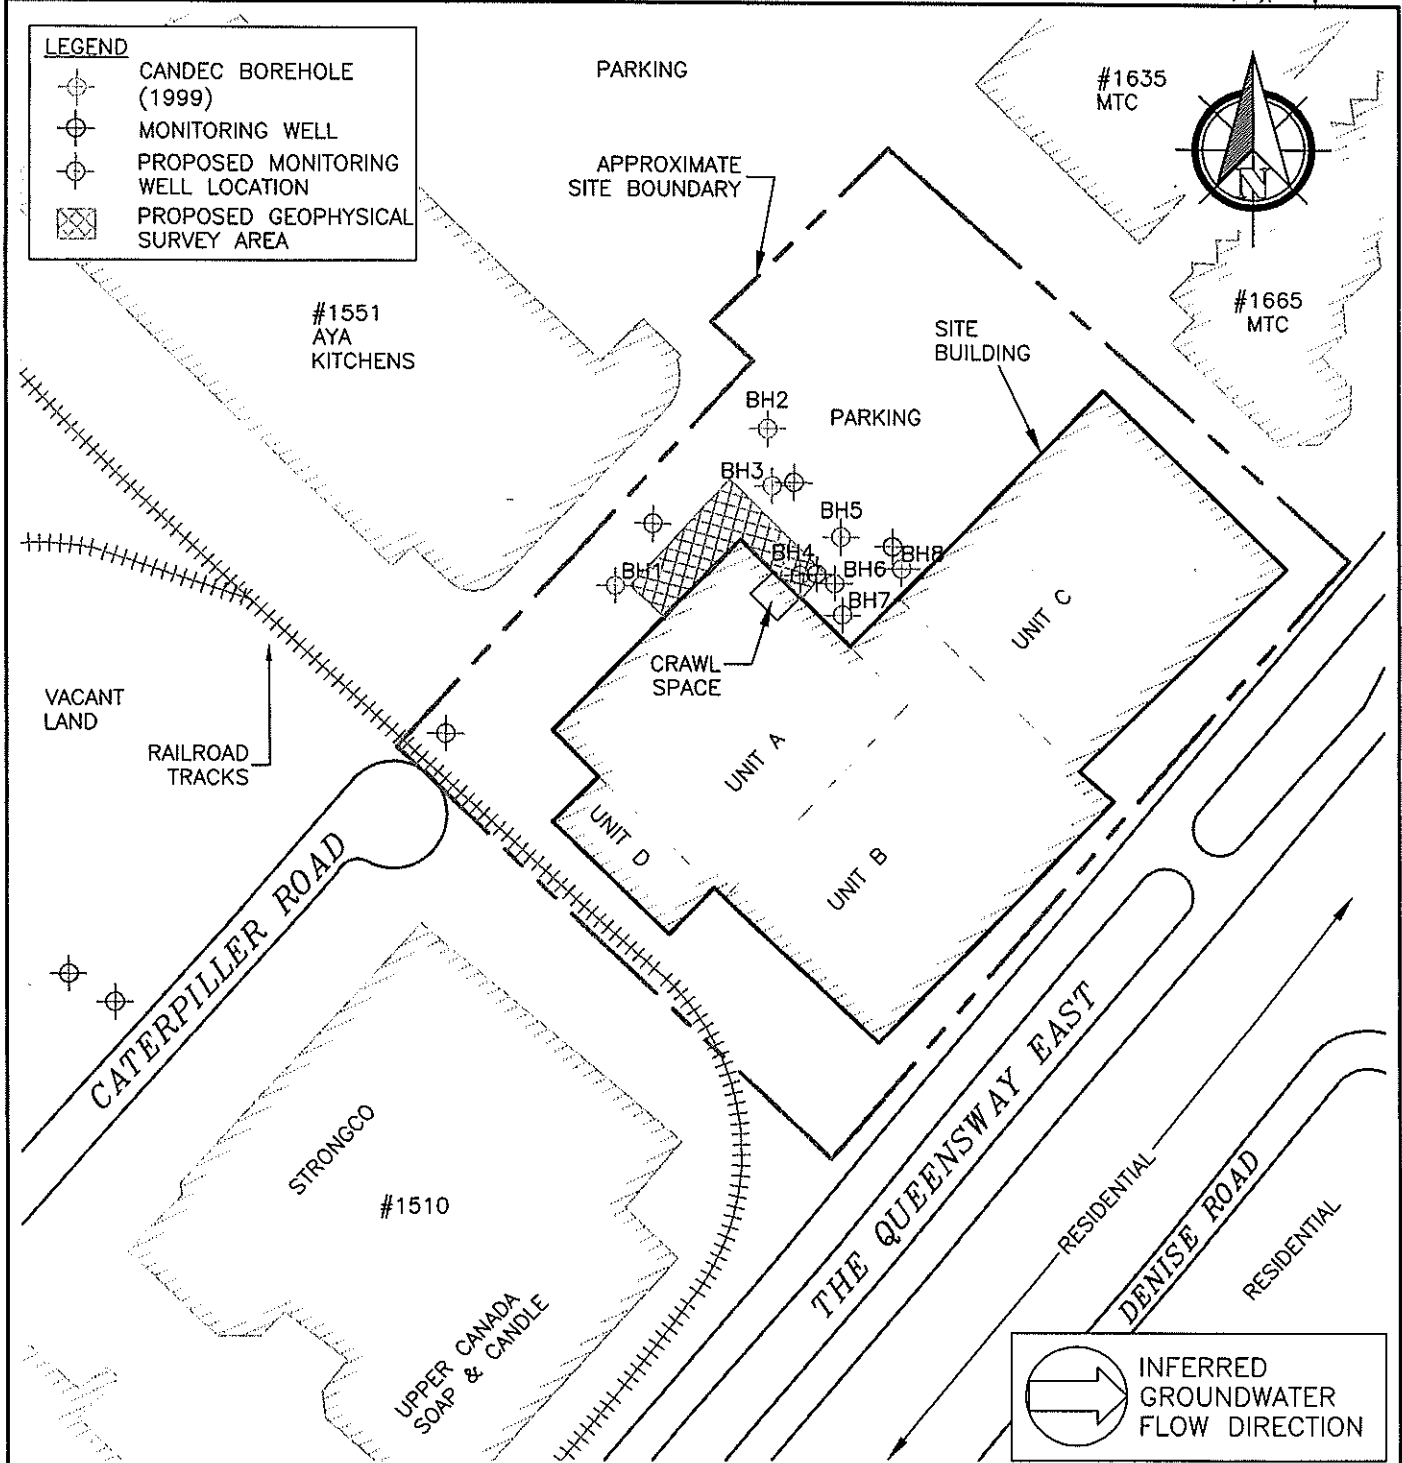 LEGEND
CANDEC BOREHOLE
(1999)
MONITORING WELL
PROPOSED MONITORING
WELL LOCATION
PROPOSED GEOPHYSICAL
SURVEY AREA
PARKING
#1635
MTC
N
APPROXIMATE
SITE BOUNDARY
#1551
AYA
KITCHENS
#1665
MTC
SITE
BUILDING
BH2
PARKING
BH3
BH5
BH4
BH8
BH1
BH6
BH7
UNIT C
CRAWL
SPACE
VACANT
LAND
RAILROAD
TRACKS
UNIT A
UNIT D
UNIT B
CATERPILLER ROAD
THE QUEENSWAY EAST
STRONGCO
#1510
RESIDENTIAL
DENISE ROAD
RESIDENTIAL
UPPER CANADA
SOAP & CANDLE
INFERRED
GROUNDWATER
FLOW DIRECTION